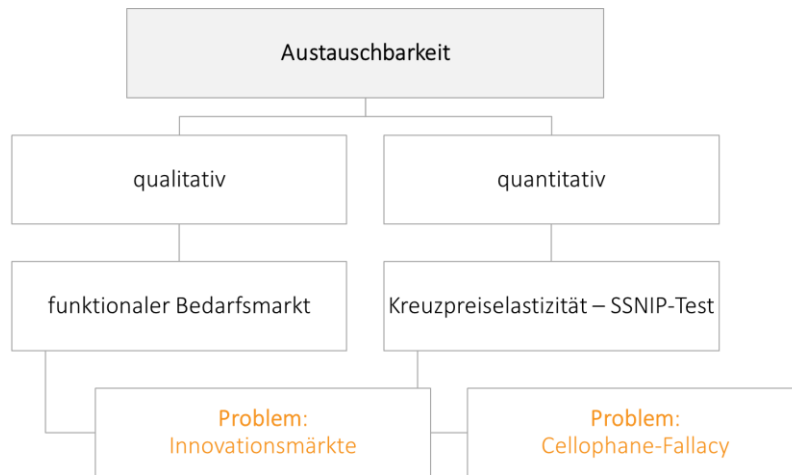 Austauschbarkeit
qualitativ
quantitativ
funktionaler Bedarfsmarkt
Kreuzpreiselastizität – SSNIP-Test
Problem:
Innovationsmärkte
Problem:
Cellophane-Fallacy